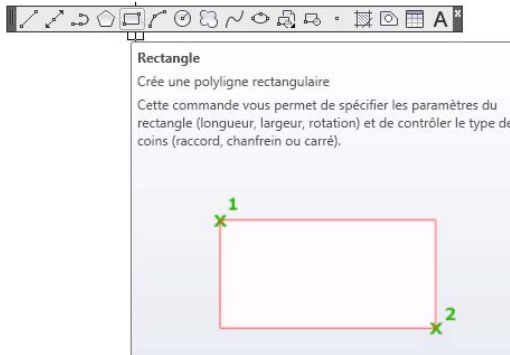 A
Rectangle
Crée une polyligne rectangulaire
Cette commande vous permet de spécifier les paramètres du
rectangle (longueur, largeur, rotation) et de contrôler le type de
coins (raccord, chanfrein ou carré).
1
2